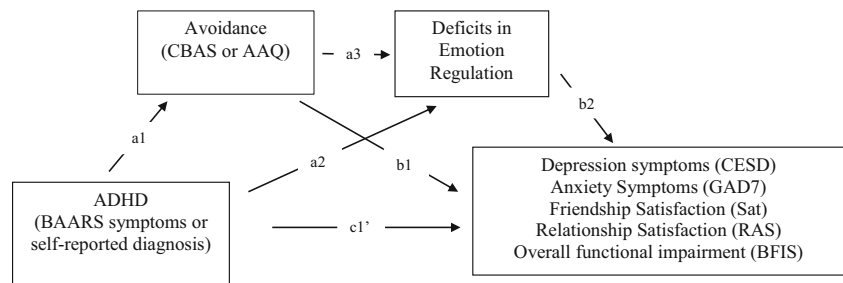 Avoidance
(CBAS or AAQ)
a3
Deficits in
Emotion
Regulation
b2
a1
a2
b1
ADHD
(BAARS symptoms or
self-reported diagnosis)
c1’
Depression symptoms (CESD)
Anxiety Symptoms (GAD7)
Friendship Satisfaction (Sat)
Relationship Satisfaction (RAS)
Overall functional impairment (BFIS)